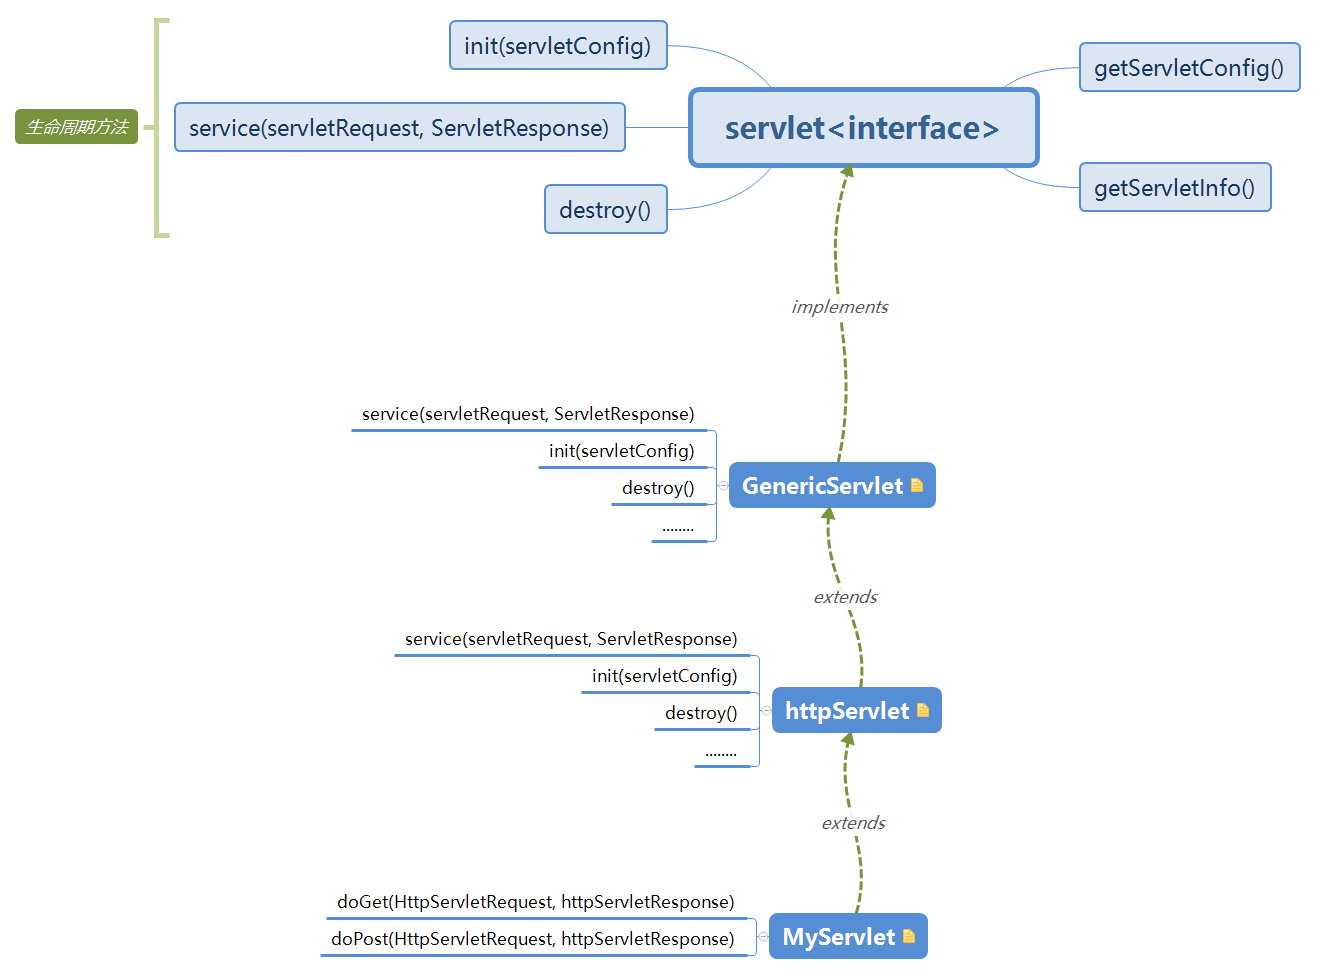 init(servletConfig)
getServletConfig()
生命周期方法
service(servletRequest, ServletResponse)
servlet<interface>
getServletInfo()
destroy()
implements
service(servletRequest, ServletResponse)
init(servletConfig)
GenericServlet
destroy()
........
extends
service(servletRequest, ServletResponse)
init(servletConfig)
httpServlet
destroy()
........
extends
doGet(HttpServletRequest, httpServletResponse)
MyServlet
doPost(HttpServletRequest, httpServletResponse)